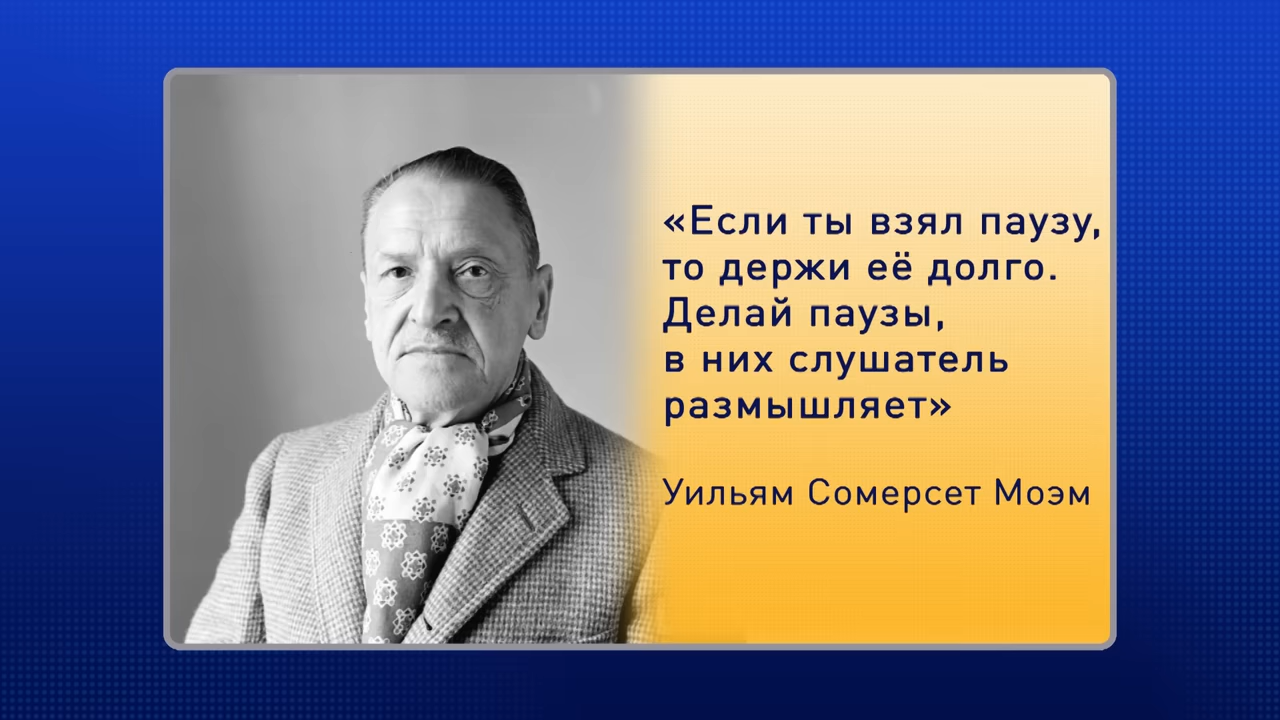 «Если ты взял паузу,
то держи её долго.
Делай паузы,
в них слушатель
размышляет»
Уильям Сомерсет Моэм